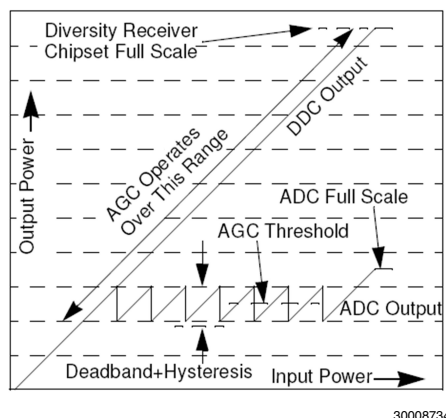 Diversity Receiver
Chipset Full Scale
DDC Output
AGC Operates
Over This Range
Output Power
ADC Full Scale
AGC Threshold
ADC Output
Deadband+Hysteresis
Input Power
30008734